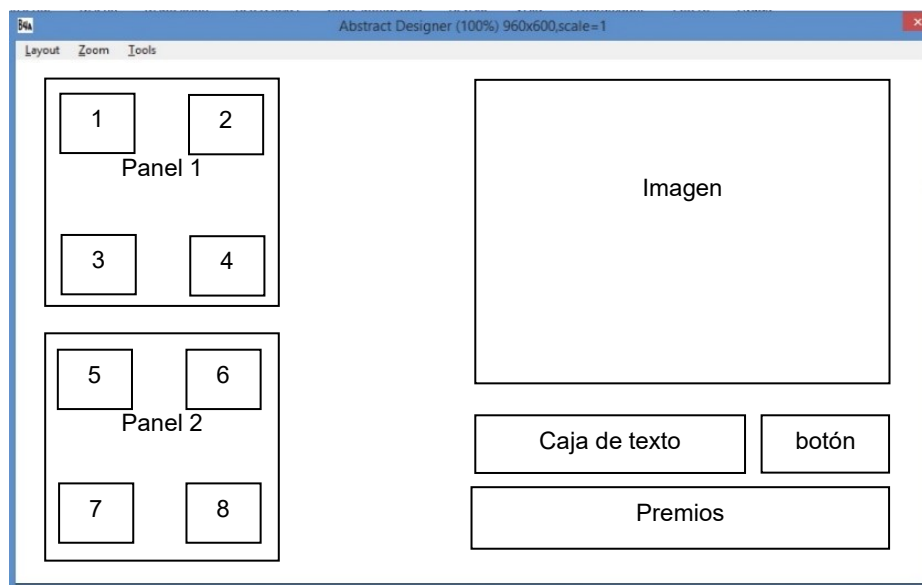 B4A
Abstract Designer (100%) 960x600,scale=1
Layout Zoom Tools
1 2
Panel 1
3 4
Imagen
5 6
Panel 2
7 8
Caja de texto botón
Premios